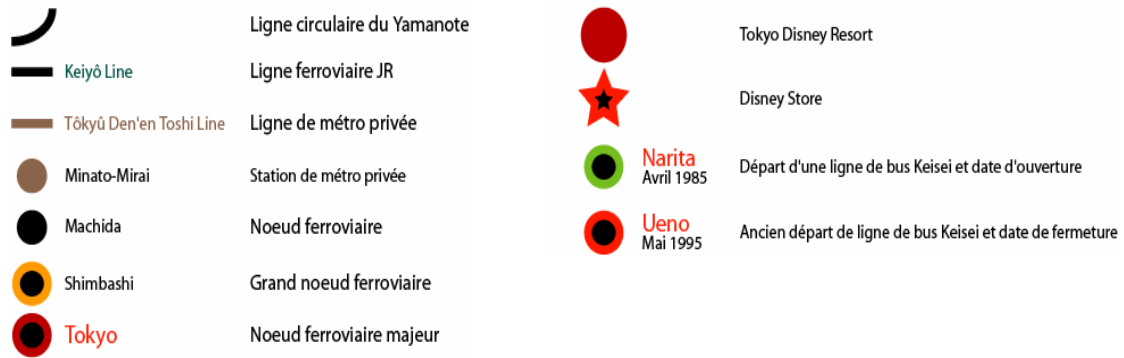 Ligne circulaire du Yamanote
Keiyô Line Ligne ferroviaire JR
Tôkyû Den'en Toshi Line Ligne de métro privée
Minato-Mirai Station de métro privée
Machida Noeud ferroviaire
Shimbashi Grand noeud ferroviaire
Tokyo Noeud ferroviaire majeur
Tokyo Disney Resort
Disney Store
Narita
Avril 1985 Départ d'une ligne de bus Keisei et date d'ouverture
Ueno
Mai 1995 Ancien départ de ligne de bus Keisei et date de fermeture